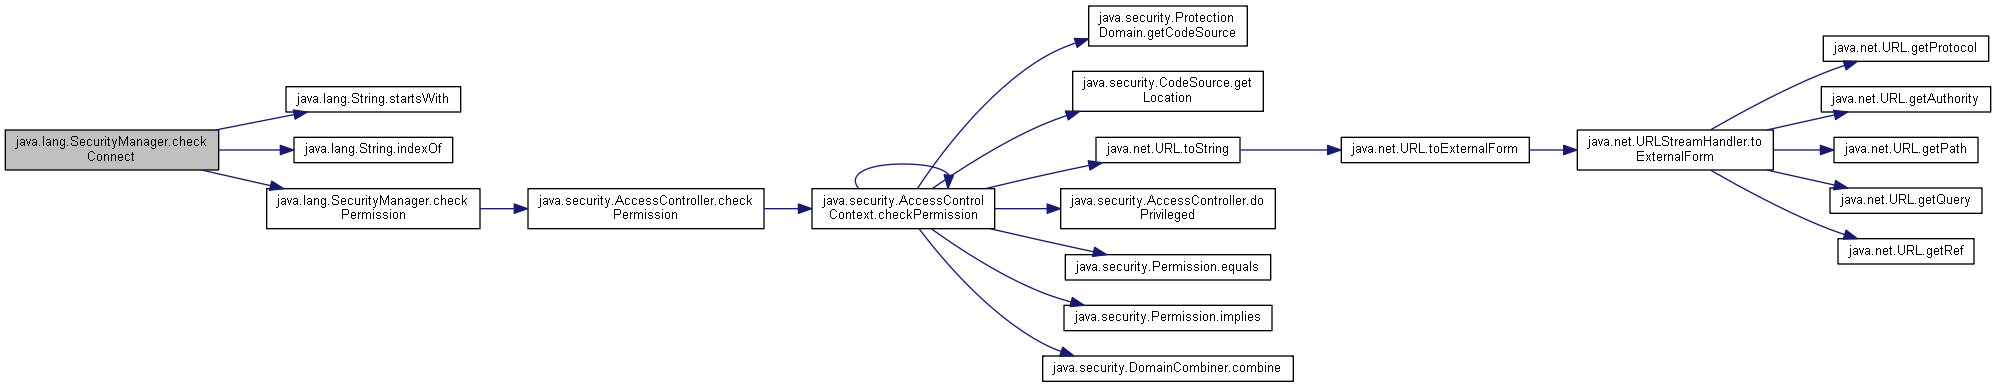 java.lang.SecurityManager.check
Connect
java.lang.String.startsWith
java.lang.String.indexOf
java.lang.SecurityManager.check
Permission
java.security.AccessController.check
Permission
java.security.AccessControl
Context.checkPermission
java.security.Protection
Domain.getCodeSource
java.security.CodeSource.get
Location
java.net.URL.toString
java.security.AccessController.do
Privileged
java.security.Permission.equals
java.security.Permission.implies
java.security.DomainCombiner.combine
java.net.URL.toExternalForm
java.net.URLStreamHandler.to
ExternalForm
java.net.URL.getProtocol
java.net.URL.getAuthority
java.net.URL.getPath
java.net.URL.getQuery
java.net.URL.getRef